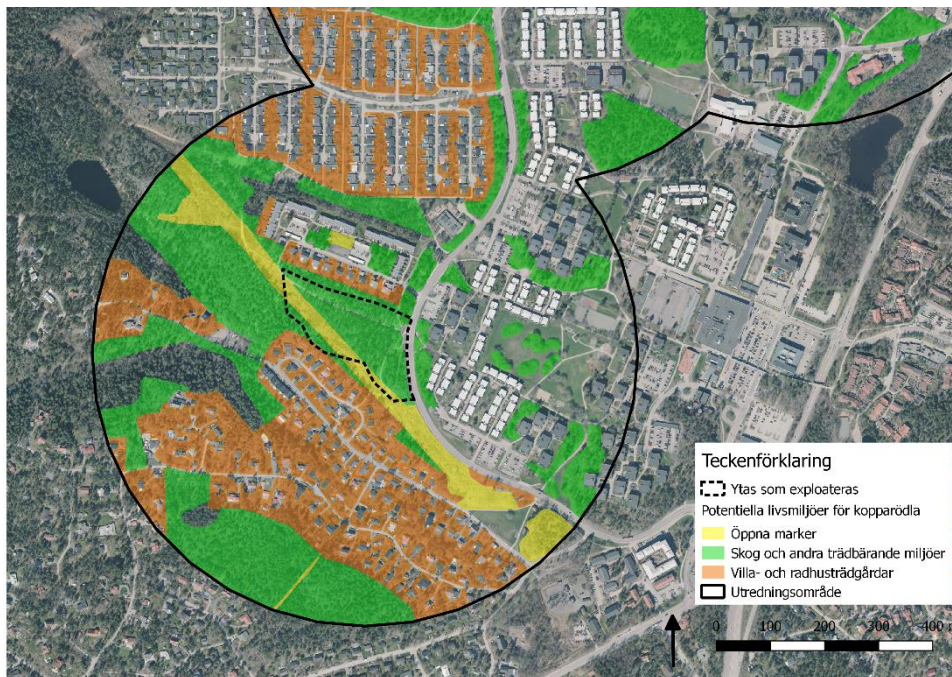 Teckenförklaring
Ytas som exploateras
Potentiella livsmiljöer för kopparödla
Öppna marker
Skog och andra trädbärande miljöer
Villa- och radhusträdgårdar
Utredningsområde
0 100 200 300 400